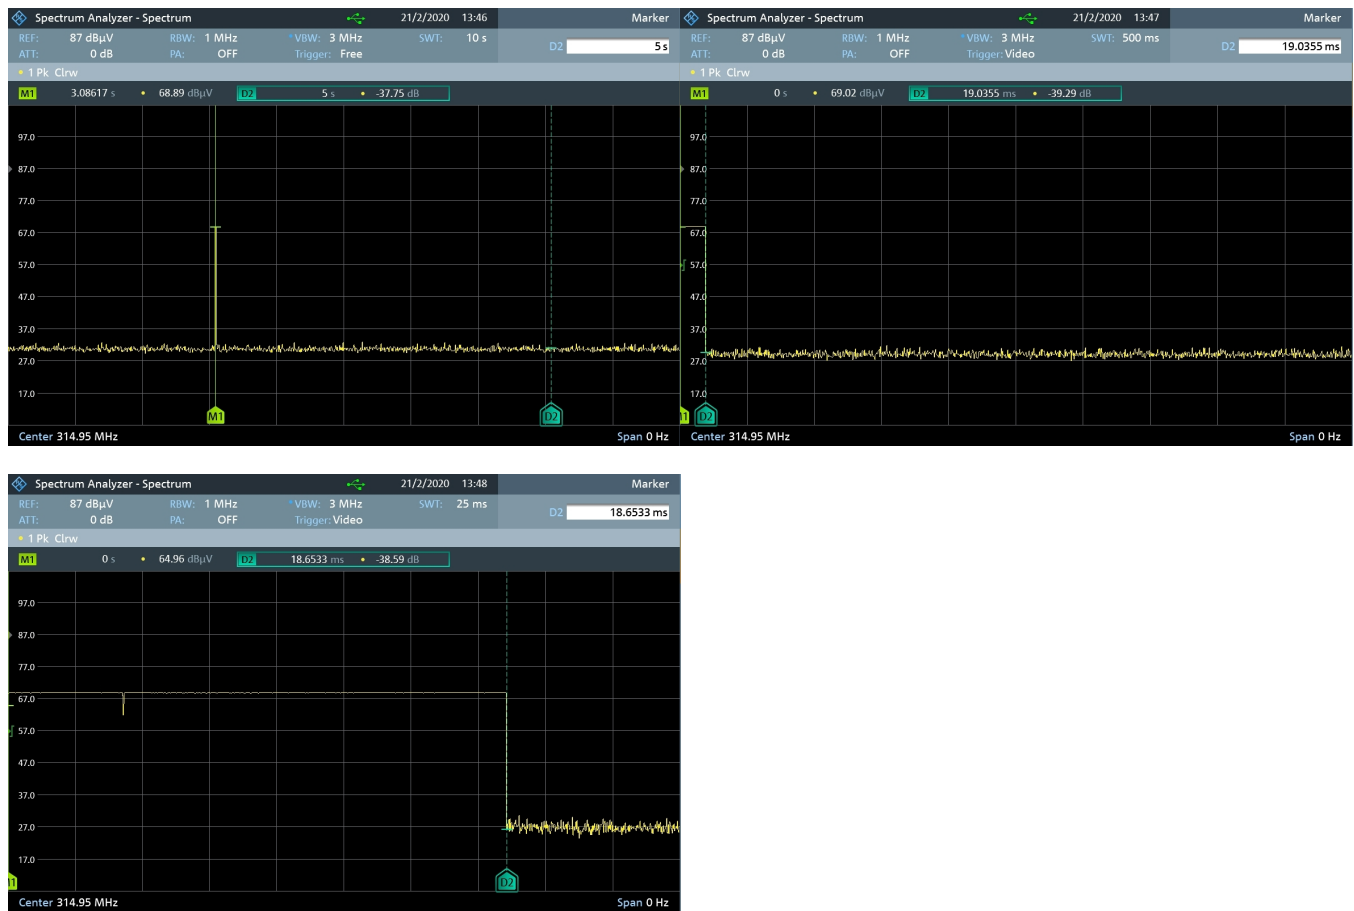 Spectrum Analyzer - Spectrum 21/2/2020 13:46 Marker
REF: 87 dBµV RBW: 1 MHz *VBW: 3 MHz SWT: 10 s D2 5 s
ATT: 0 dB PA: OFF Trigger: Free
1 Pk Clrw
M1 3.08617 s • 68.89 dBµV D2 5 s • -37.75 dB
97.0
87.0
77.0
67.0
57.0
47.0
37.0
27.0
17.0
M1 D2
Center 314.95 MHz Span 0 Hz
Spectrum Analyzer - Spectrum 21/2/2020 13:47 Marker
REF: 87 dBµV RBW: 1 MHz *VBW: 3 MHz SWT: 500 ms D2 19.0355 ms
ATT: 0 dB PA: OFF Trigger: Video
1 Pk Clrw
M1 0 s • 69.02 dBµV D2 19.0355 ms • -39.29 dB
97.0
87.0
77.0
67.0
57.0
47.0
37.0
27.0
17.0
1 D2
Center 314.95 MHz Span 0 Hz
Spectrum Analyzer - Spectrum 21/2/2020 13:48 Marker
REF: 87 dBµV RBW: 1 MHz *VBW: 3 MHz SWT: 25 ms D2 18.6533 ms
ATT: 0 dB PA: OFF Trigger: Video
1 Pk Clrw
M1 0 s • 64.96 dBµV D2 18.6533 ms • -38.59 dB
97.0
87.0
77.0
67.0
57.0
47.0
37.0
27.0
17.0
1 D2
Center 314.95 MHz Span 0 Hz